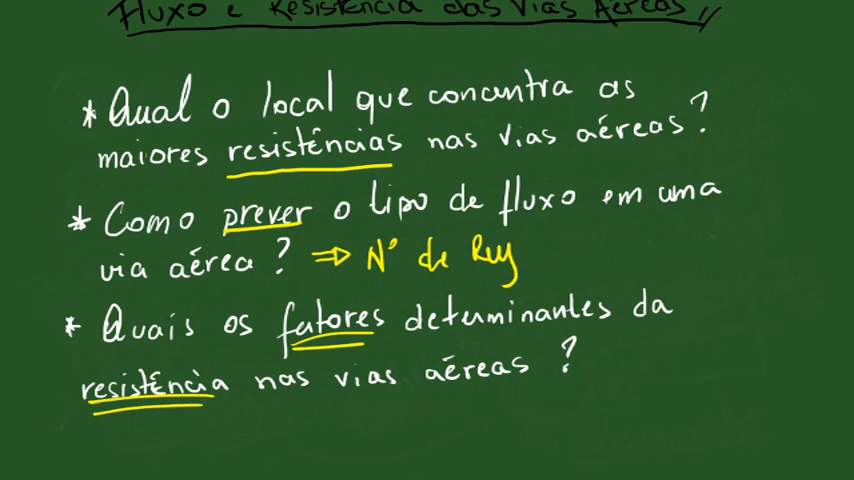 Fluxo e Resistência das Vias Aéreas //
* Qual o local que concentra as
maiores resistências nas vias aéreas?
* Como prever o tipo de fluxo em uma
via aérea? ⇒ Nº de Rey
* Quais os fatores determinantes da
resistência nas vias aéreas?